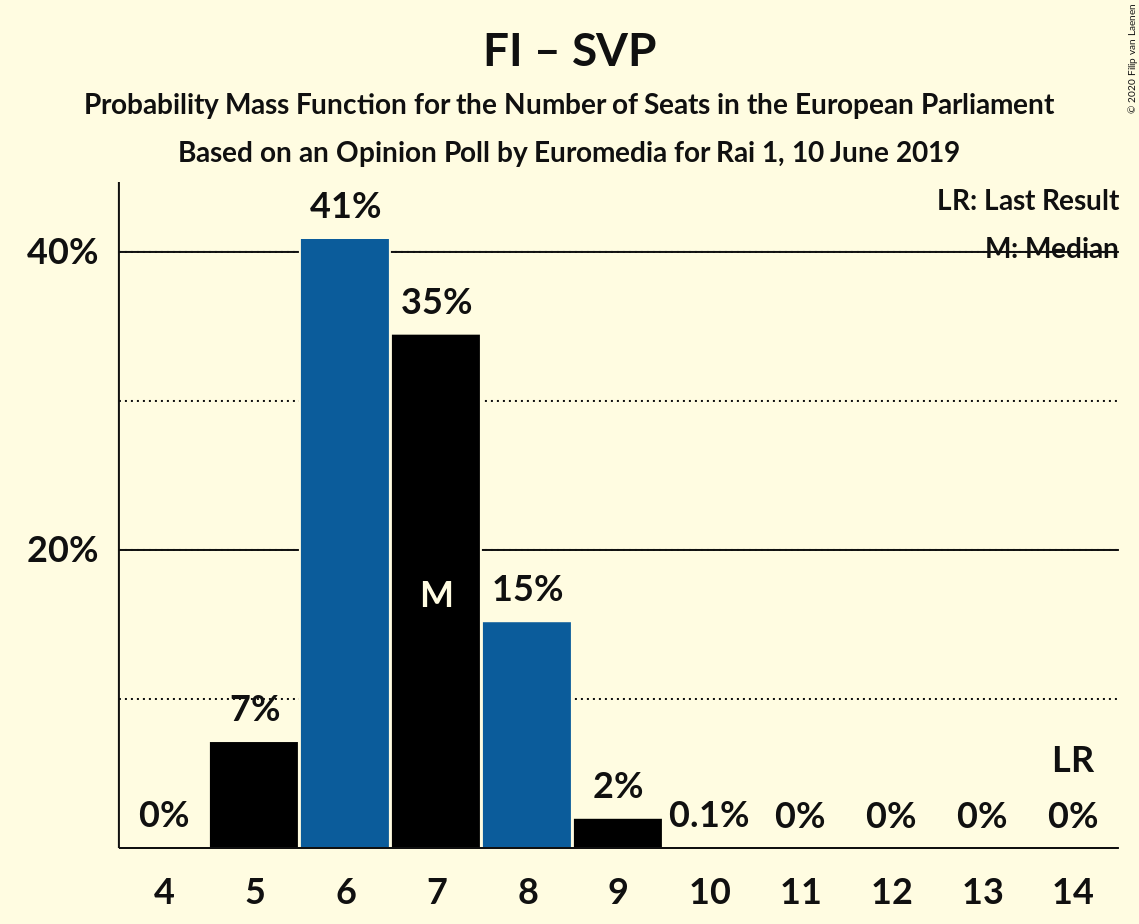 FI – SVP
Probability Mass Function for the Number of Seats in the European Parliament
Based on an Opinion Poll by Euromedia for Rai 1, 10 June 2019
© 2020 Filip van Laenen
LR: Last Result
M: Median
40%
20%
41%
35%
M
15%
7%
2%
0%
0.1%
0%
0%
0%
LR
0%
4 5 6 7 8 9 10 11 12 13 14